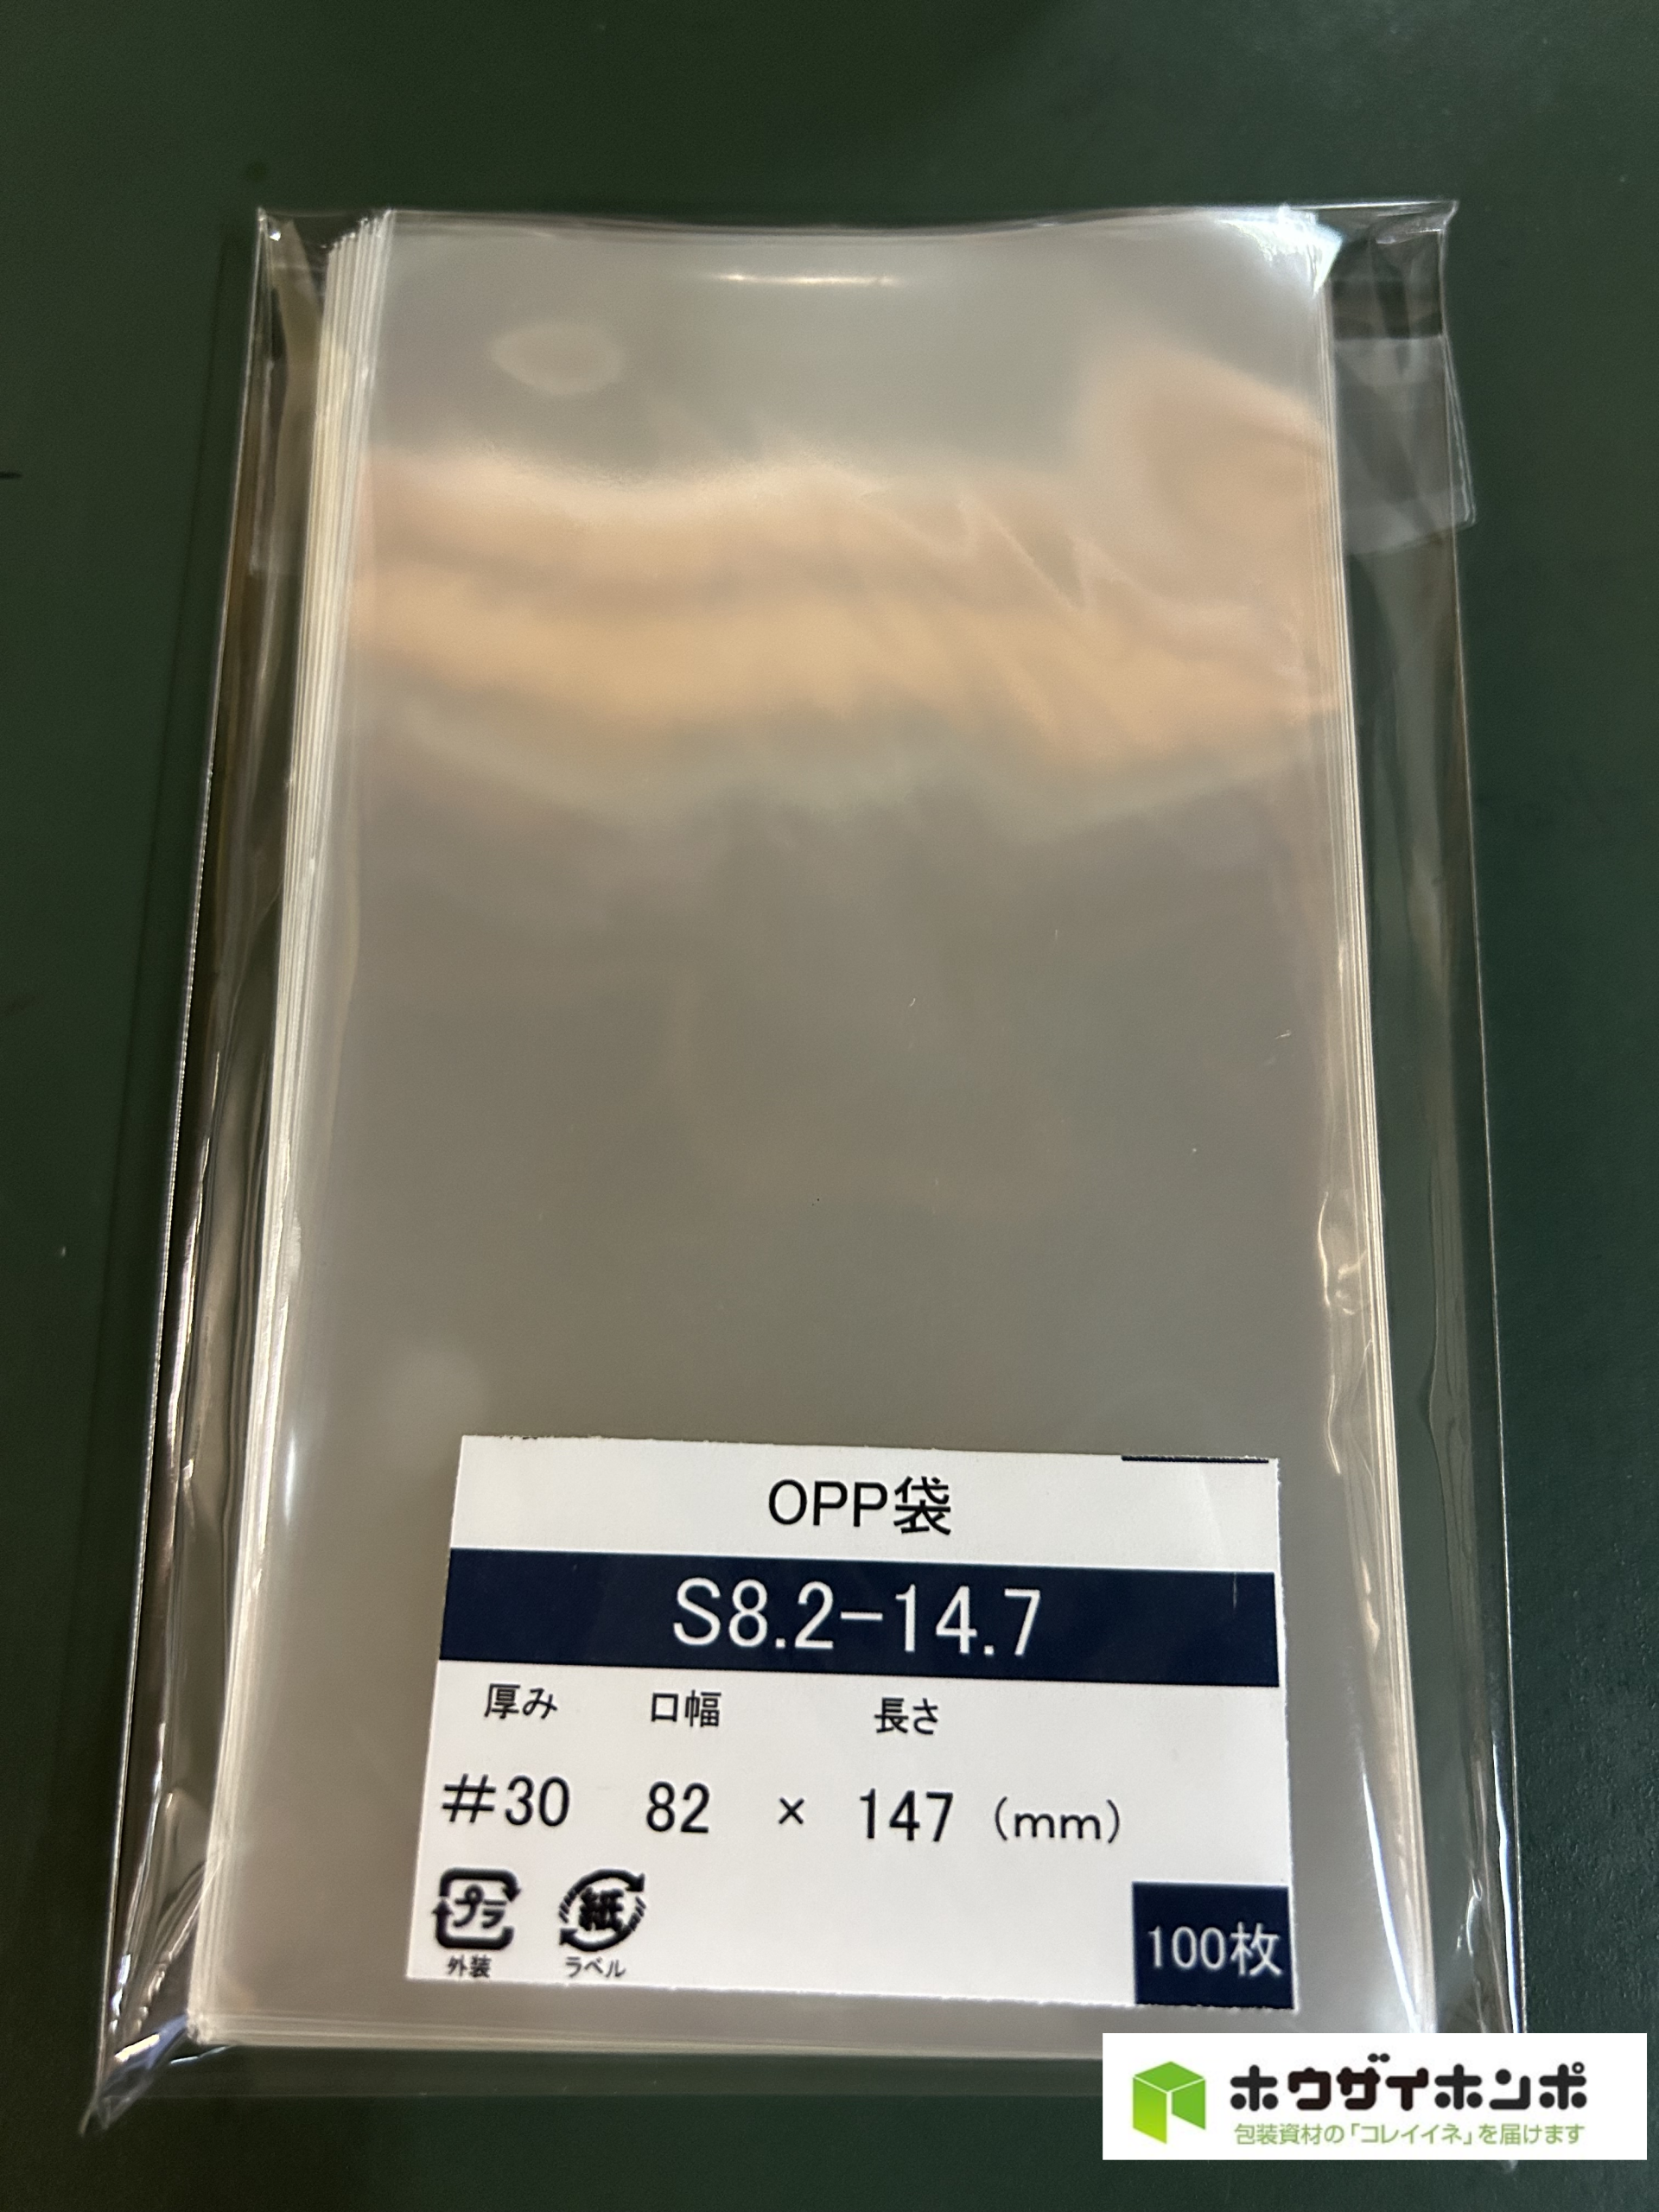 OPP袋
S8.2-14.7
厚み 口幅 長さ
#30 82 × 147 (mm)
プラ 紙
外装 ラベル
100枚
ホウザイホンポ
包装資材の「コレイイネ」を届けます